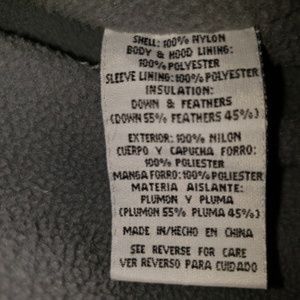 SHELL: 100% NYLON
BODY & HOOD LINING:
100% POLYESTER
SLEEVE LINING: 100% POLYESTER
INSULATION:
DOWN & FEATHERS
(DOWN 55% FEATHERS 45%)
EXTERIOR: 100% NILON
CUERPO Y CAPUCHA FORRO:
100% POLIESTER
MANGA FORRO: 100% POLIESTER
MATERIA AISLANTE:
PLUMON Y PLUMA
(PLUMON 55% PLUMA 45%)
MADE IN/HECHO EN CHINA
SEE REVERSE FOR CARE
VER REVERSO PARA CUIDADO